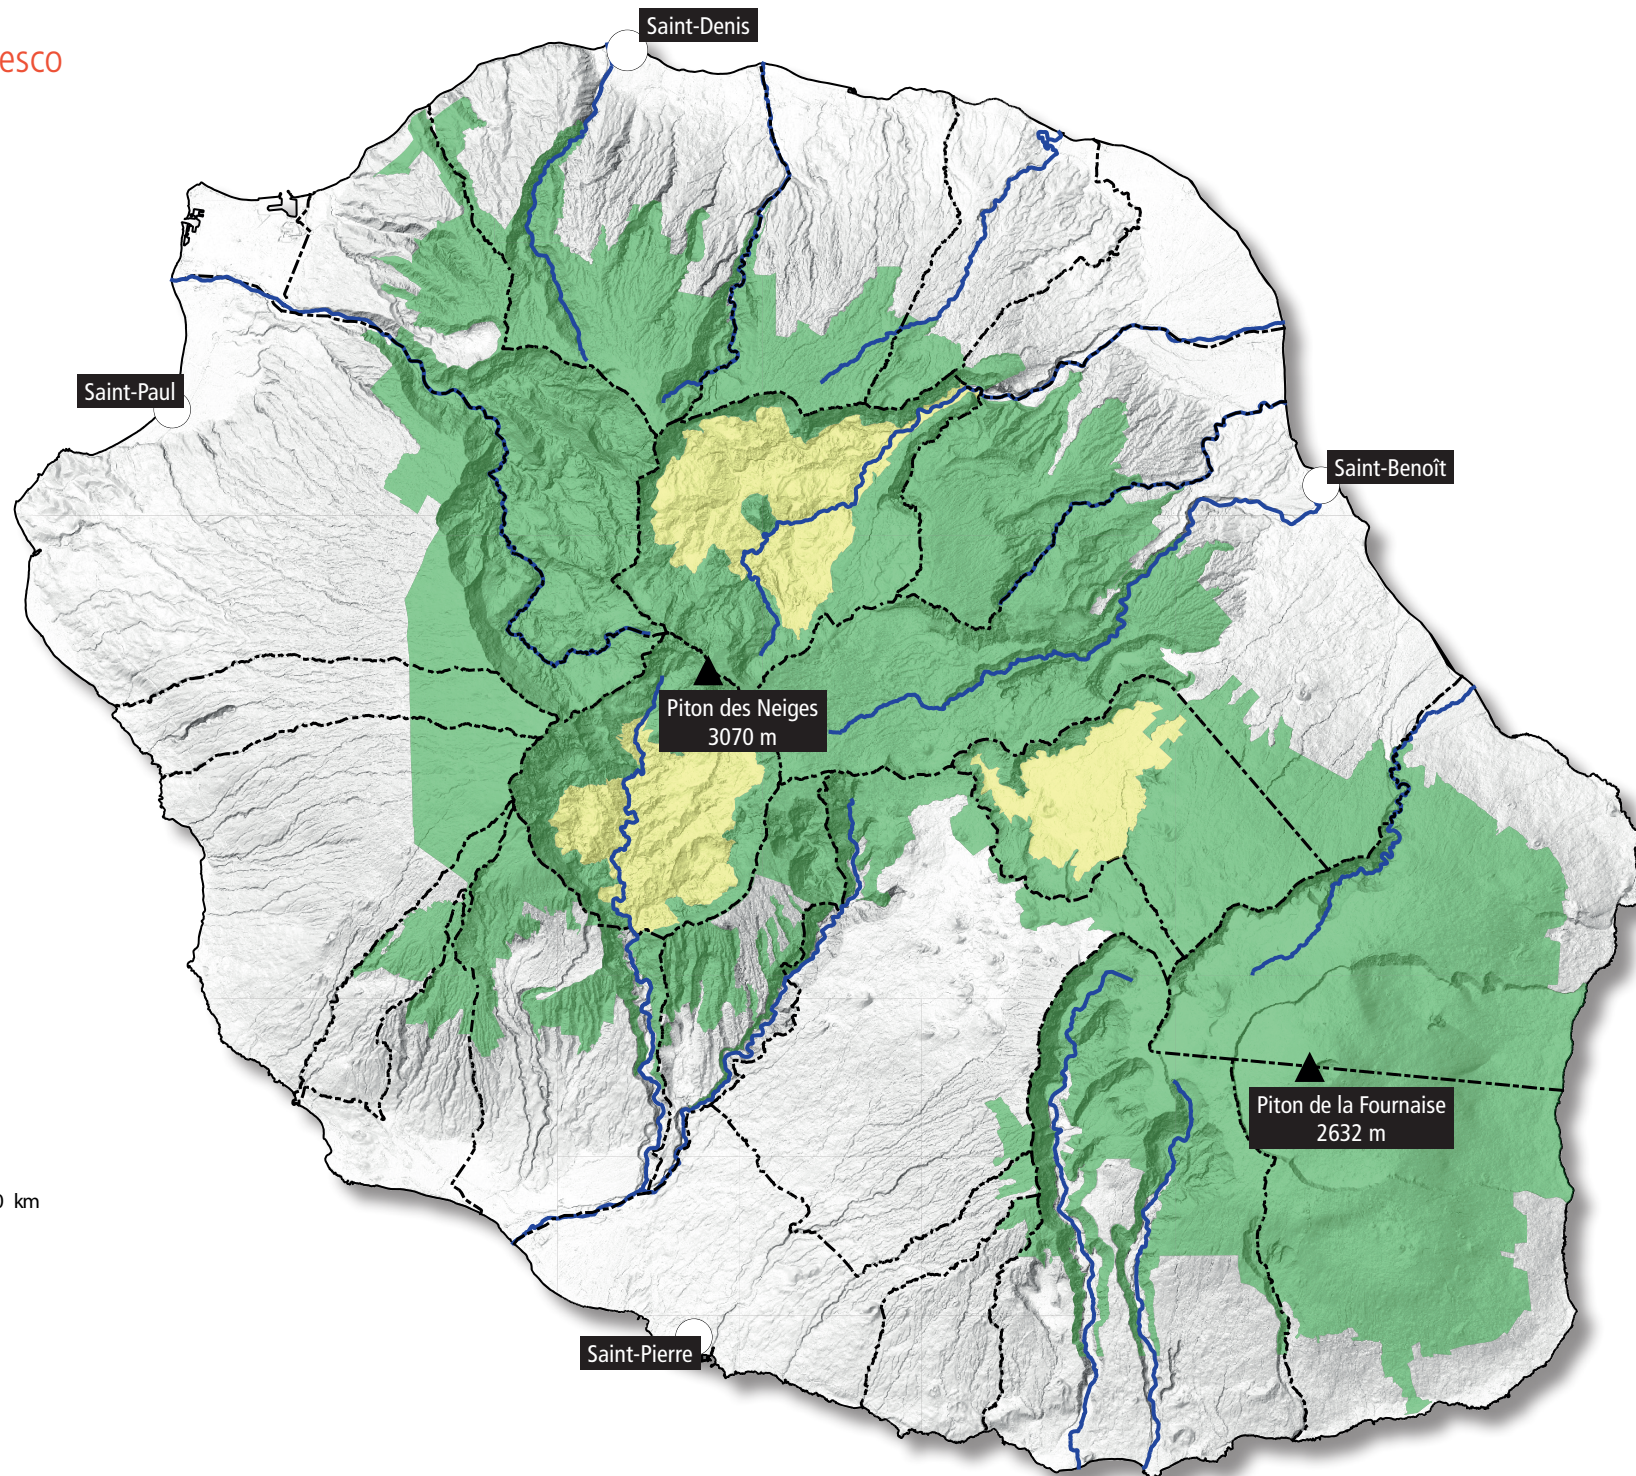 esco
Saint-Denis
Saint-Paul
Saint-Benoît
Piton des Neiges
3070 m
Piton de la Fournaise
2632 m
0 km
Saint-Pierre